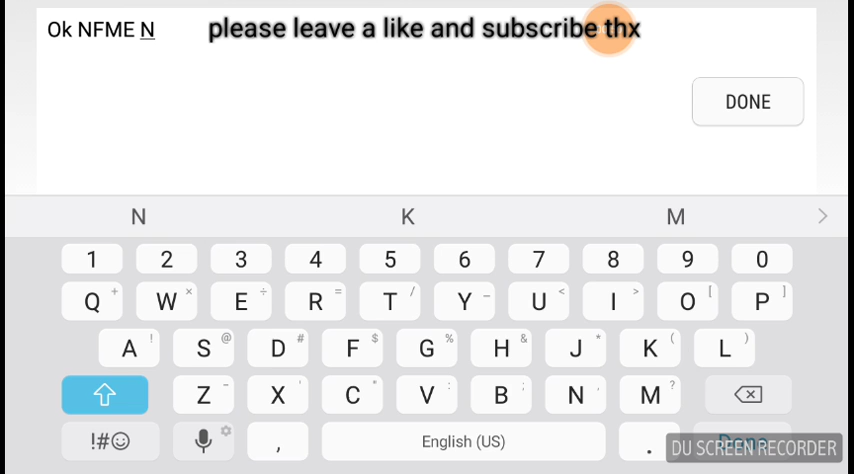 Ok NFME N
please leave a like and subscribe thx
DONE
N K M >
1 2 3 4 5 6 7 8 9 0
Q + W × E ÷ R = T / Y _ U < I > O [ P ]
A ! S @ D # F $ G % H & J * K ( L )
Z - X ' C " V : B ; N , M ?
!#☺ , English (US) . Done
DU SCREEN RECORDER